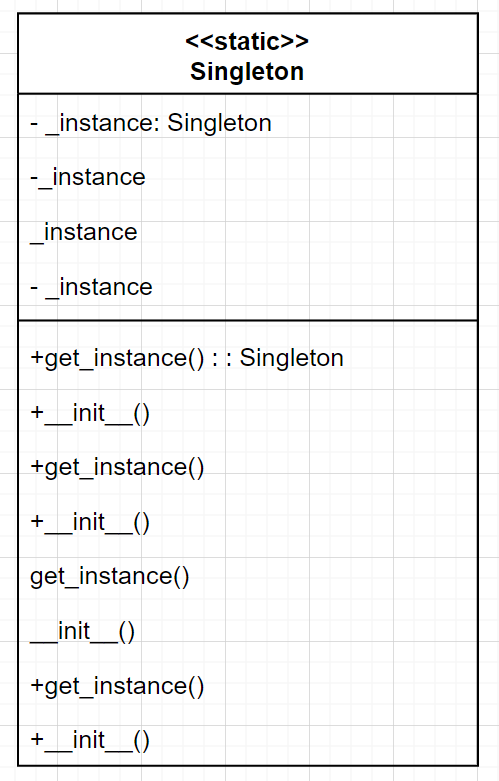 <<static>>
Singleton
- _instance: Singleton
-_instance
_instance
- _instance
+get_instance() : : Singleton
+__init__()
+get_instance()
+__init__()
get_instance()
__init__()
+get_instance()
+__init__()